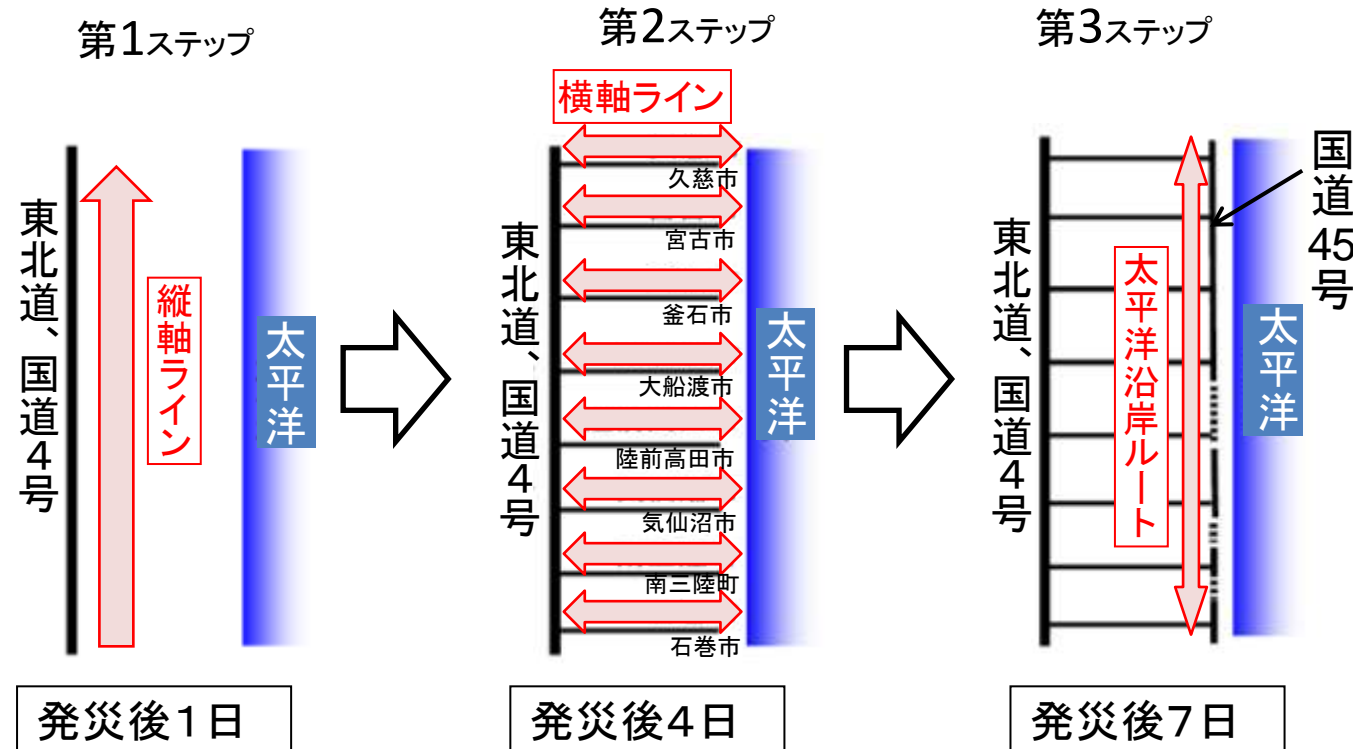 第1ステップ
東北道、国道4号
縦軸ライン
太平洋
発災後1日
第2ステップ
横軸ライン
東北道、国道4号
久慈市
宮古市
釜石市
大船渡市
陸前高田市
気仙沼市
南三陸町
石巻市
太平洋
発災後4日
第3ステップ
東北道、国道4号
太平洋沿岸ルート
国道45号
太平洋
発災後7日